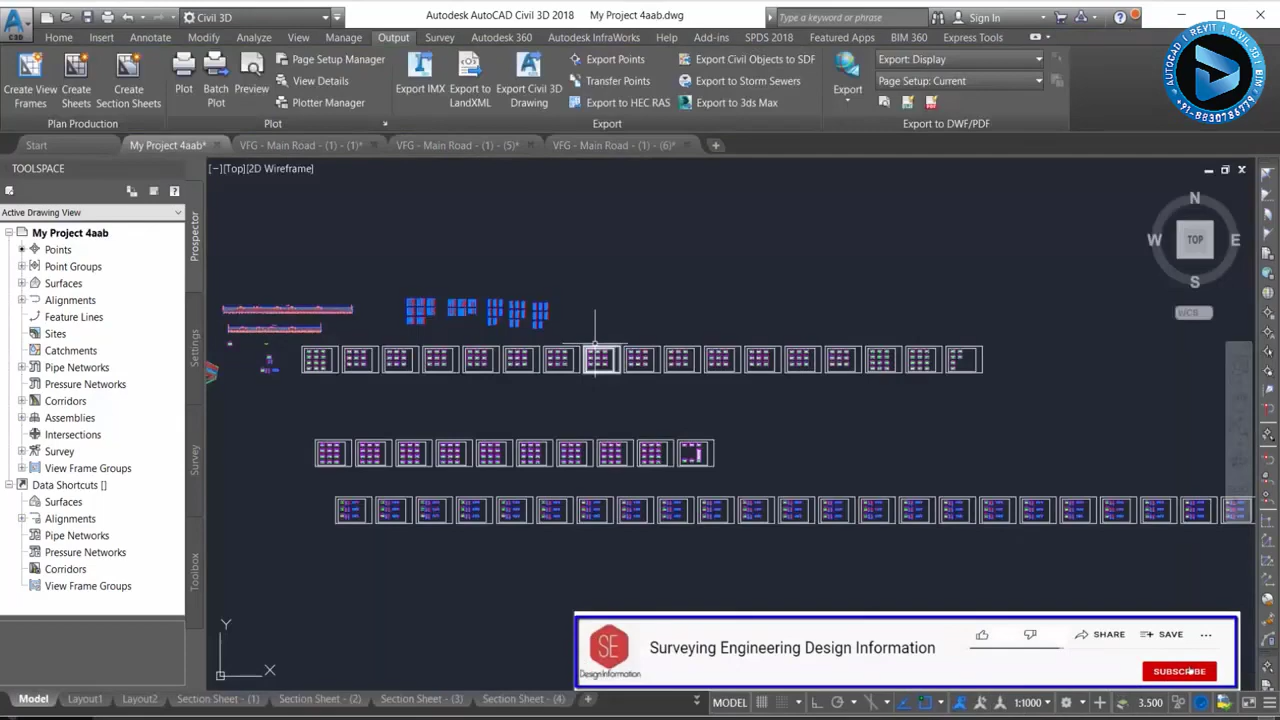 Civil 3D
Autodesk AutoCAD Civil 3D 2018 My Project 4aab.dwg
Type a keyword or phrase
Sign In
C3D
Home Insert Annotate Modify Analyze View Manage Output Survey Autodesk 360 Autodesk InfraWorks Help Add-ins SPDS 2018 Featured Apps BIM 360 Express Tools
Create View Frames
Create Sheets
Create Section Sheets
Plan Production
Plot
Batch Plot
Preview
Page Setup Manager
View Details
Plotter Manager
Plot
Export IMX
Export to LandXML
Export Civil 3D Drawing
Export Points
Transfer Points
Export to HEC RAS
Export Civil Objects to SDF
Export to Storm Sewers
Export to 3ds Max
Export
Export
Export: Display
Page Setup: Current
Export to DWF/PDF
AUTOCAD | REVIT | CIVIL 3D | BIM
+91-8830786779
Start
My Project 4aab*
VFG - Main Road - (1) - (1)*
VFG - Main Road - (1) - (5)*
VFG - Main Road - (1) - (6)*
TOOLSPACE
Active Drawing View
My Project 4aab
Points
Point Groups
Surfaces
Alignments
Feature Lines
Sites
Catchments
Pipe Networks
Pressure Networks
Corridors
Assemblies
Intersections
Survey
View Frame Groups
Data Shortcuts []
Surfaces
Alignments
Pipe Networks
Pressure Networks
Corridors
View Frame Groups
Prospector
Settings
Survey
Toolbox
[−][Top][2D Wireframe]
N
W TOP E
S
WCS
Y
X
SE
Design Information
Surveying Engineering Design Information
SHARE SAVE
SUBSCRIBE
Model Layout1 Layout2 Section Sheet - (1) Section Sheet - (2) Section Sheet - (3) Section Sheet - (4)
MODEL
1:1000
3.500